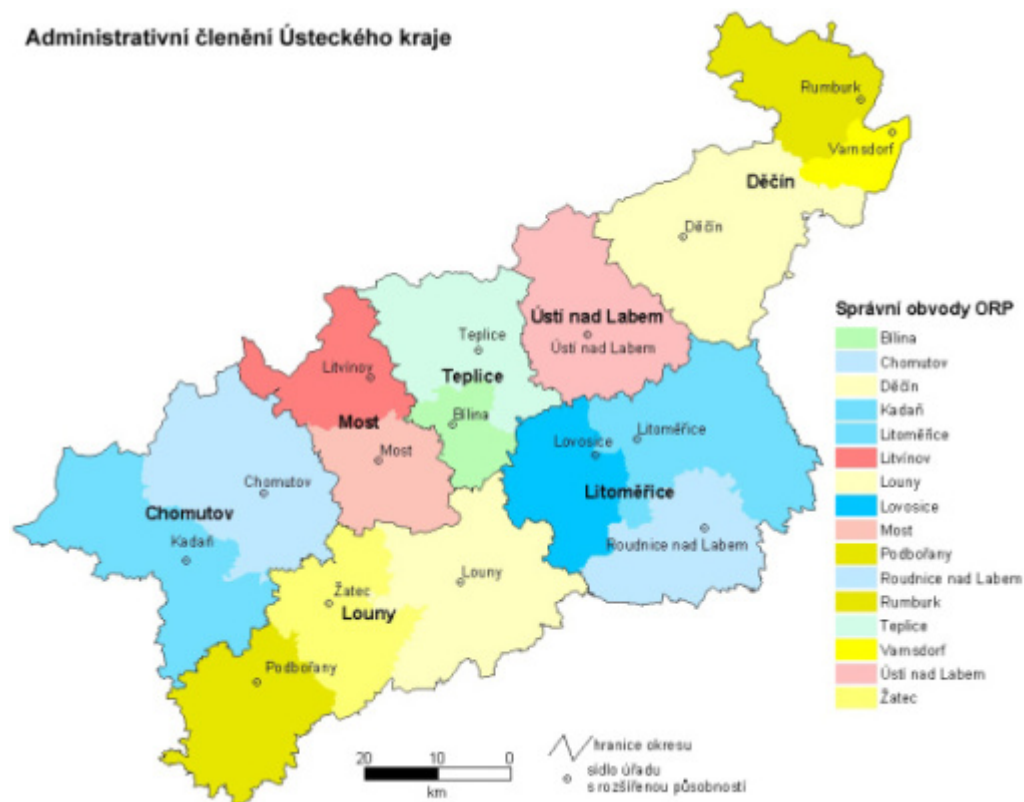 Administrativní členění Ústeckého kraje
Rumburk
Varnsdorf
Děčín
Děčín
Ústí nad Labem
Ústí nad Labem
Teplice
Teplice
Litvínov
Most
Bílina
Most
Lovosice
Litoměřice
Litoměřice
Chomutov
Chomutov
Kadaň
Roudnice nad Labem
Louny
Žatec
Louny
Podbořany
Správní obvody ORP
Bílina
Chomutov
Děčín
Kadaň
Litoměřice
Litvínov
Louny
Lovosice
Most
Podbořany
Roudnice nad Labem
Rumburk
Teplice
Varnsdorf
Ústí nad Labem
Žatec
20 10 0
km
hranice okresu
sídlo úřadu
s rozšířenou působností